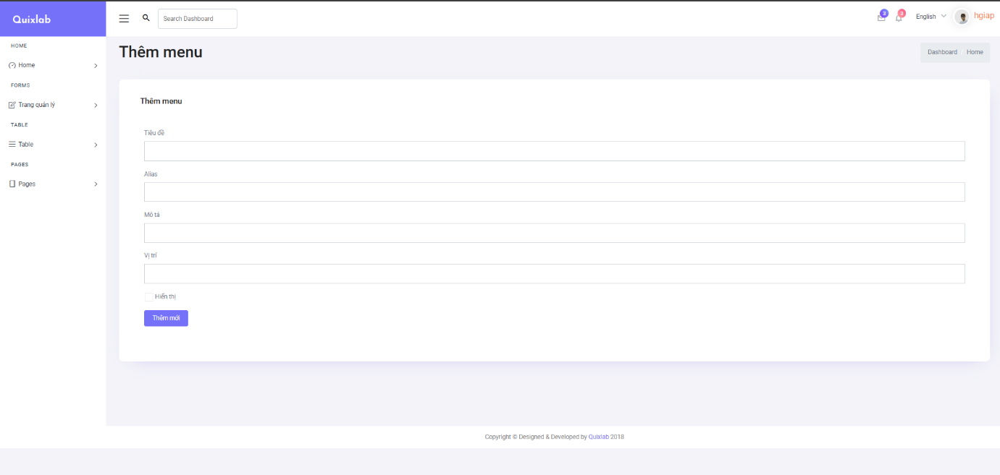 Quixlab
Search Dashboard
3
3
English
hgiap
HOME
Home
FORMS
Trang quản lý
TABLE
Table
PAGES
Pages
Thêm menu
Dashboard
Home
Thêm menu
Tiêu đề
Alias
Mô tả
Vị trí
Hiển thị
Thêm mới
Copyright © Designed & Developed by Quixlab 2018